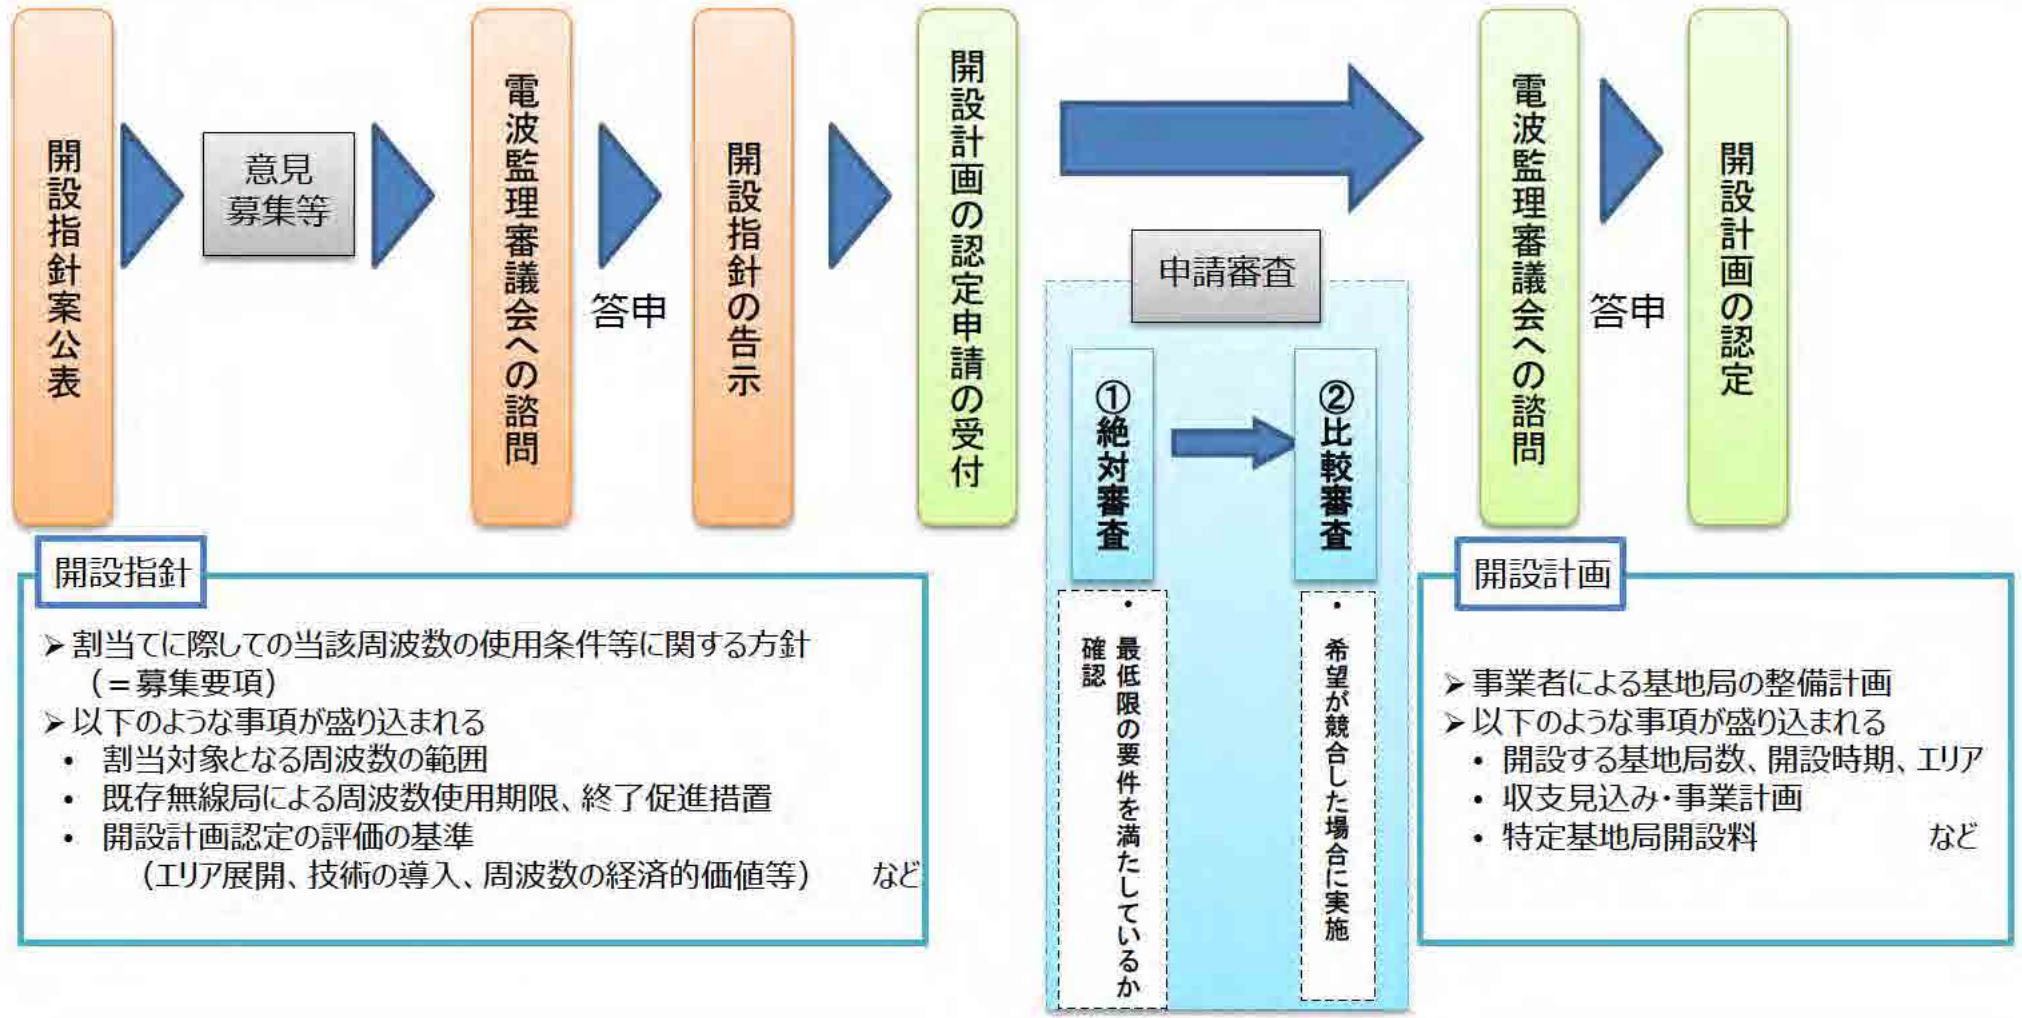 開設指針案公表
意見
募集等
電波監理審議会への諮問
答申
開設指針の告示
開設計画の認定申請の受付
申請審査
①絶対審査
・最低限の要件を満たしているか
確認
②比較審査
・希望が競合した場合に実施
電波監理審議会への諮問
答申
開設計画の認定
開設指針
➢ 割当てに際しての当該周波数の使用条件等に関する方針
(＝募集要項)
➢ 以下のような事項が盛り込まれる
• 割当対象となる周波数の範囲
• 既存無線局による周波数使用期限、終了促進措置
• 開設計画認定の評価の基準
(エリア展開、技術の導入、周波数の経済的価値等) など
開設計画
➢ 事業者による基地局の整備計画
➢ 以下のような事項が盛り込まれる
• 開設する基地局数、開設時期、エリア
• 収支見込み・事業計画
• 特定基地局開設料 など